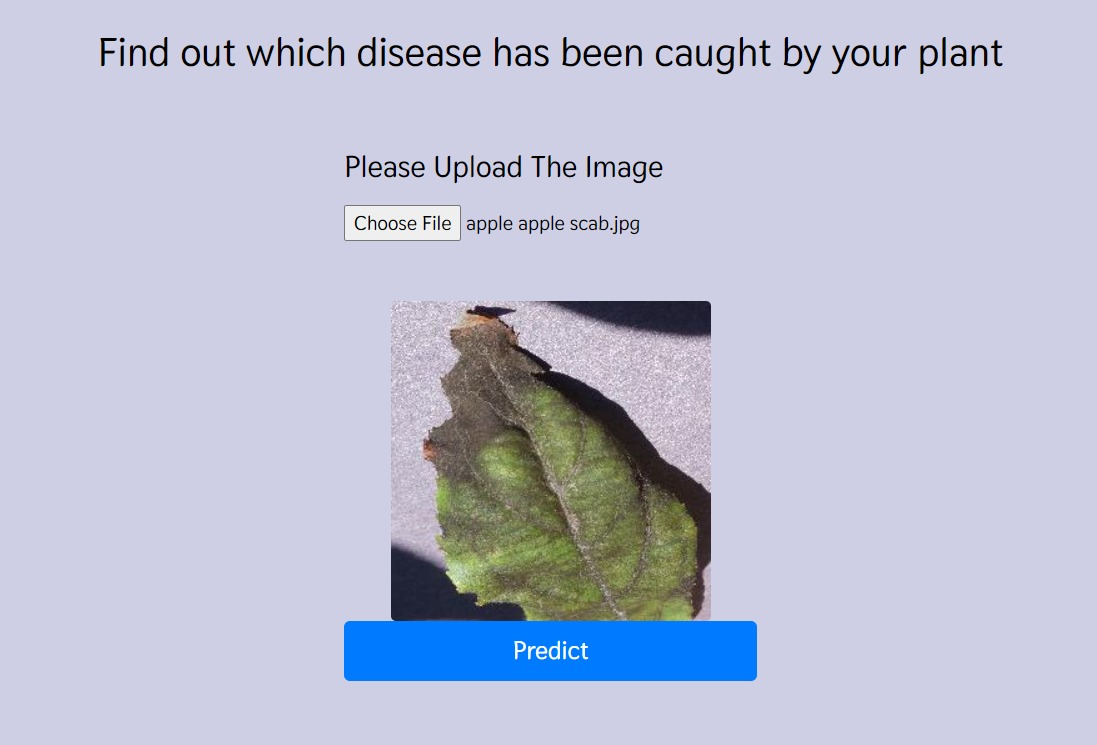 Find out which disease has been caught by your plant
Please Upload The Image
Choose File apple apple scab.jpg
Predict